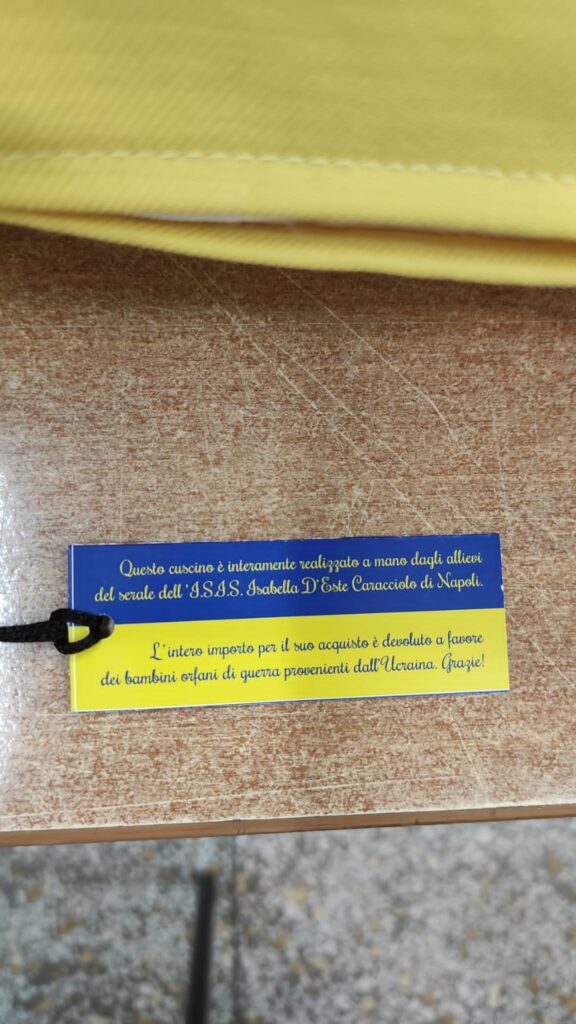 Questo cuscino è interamente realizzato a mano dagli allievi
del serale dell'I.S.I.S. Isabella D'Este Caracciolo di Napoli.
L'intero importo per il suo acquisto è devoluto a favore
dei bambini orfani di guerra provenienti dall'Ucraina. Grazie!